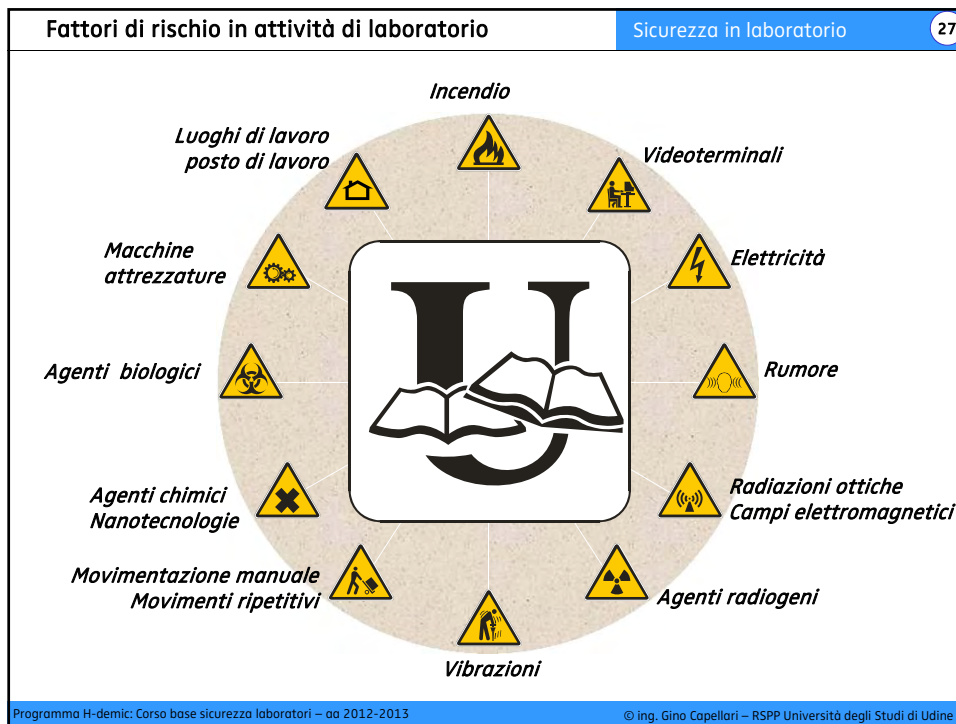 Fattori di rischio in attività di laboratorio
Sicurezza in laboratorio
27
Incendio
Luoghi di lavoro
posto di lavoro
Videoterminali
Macchine
attrezzature
Elettricità
Agenti biologici
Rumore
Agenti chimici
Nanotecnologie
Radiazioni ottiche
Campi elettromagnetici
Movimentazione manuale
Movimenti ripetitivi
Agenti radiogeni
Vibrazioni
U
Programma H-demic: Corso base sicurezza laboratori – aa 2012-2013
© ing. Gino Capellari – RSPP Università degli Studi di Udine